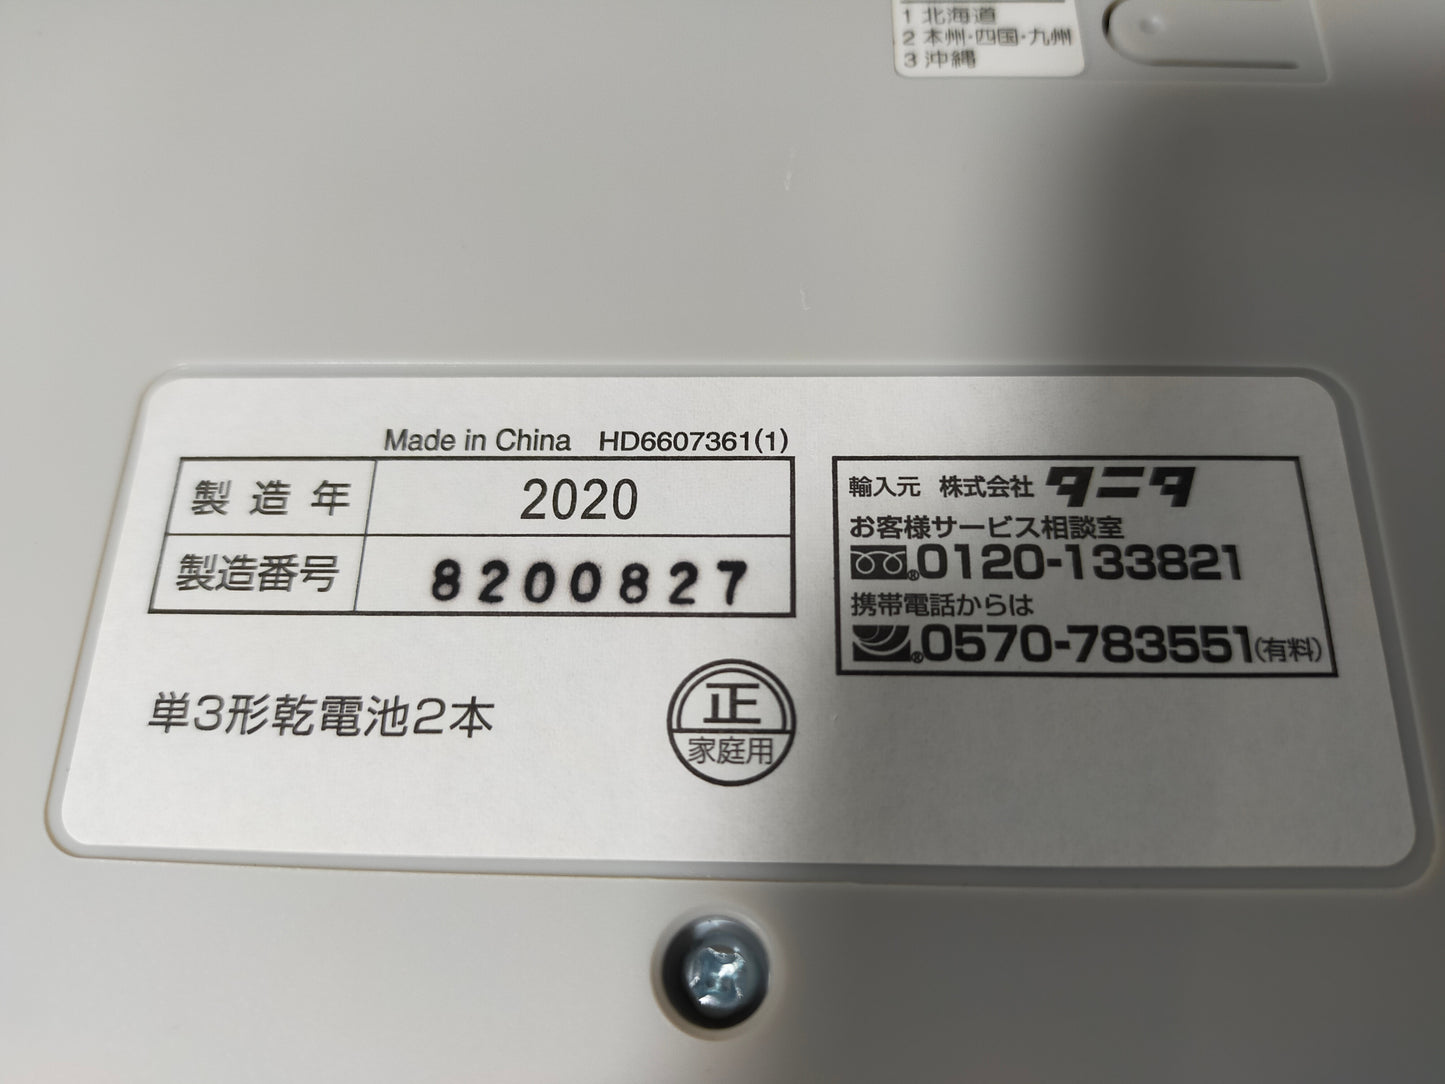 1 北海道
2 本州・四国・九州
3 沖縄
Made in China HD6607361(1)
製造年 2020
製造番号 8200827
単3形乾電池2本
正
家庭用
輸入元 株式会社 タニタ
お客様サービス相談室
®0120-133821
携帯電話からは
®0570-783551(有料)